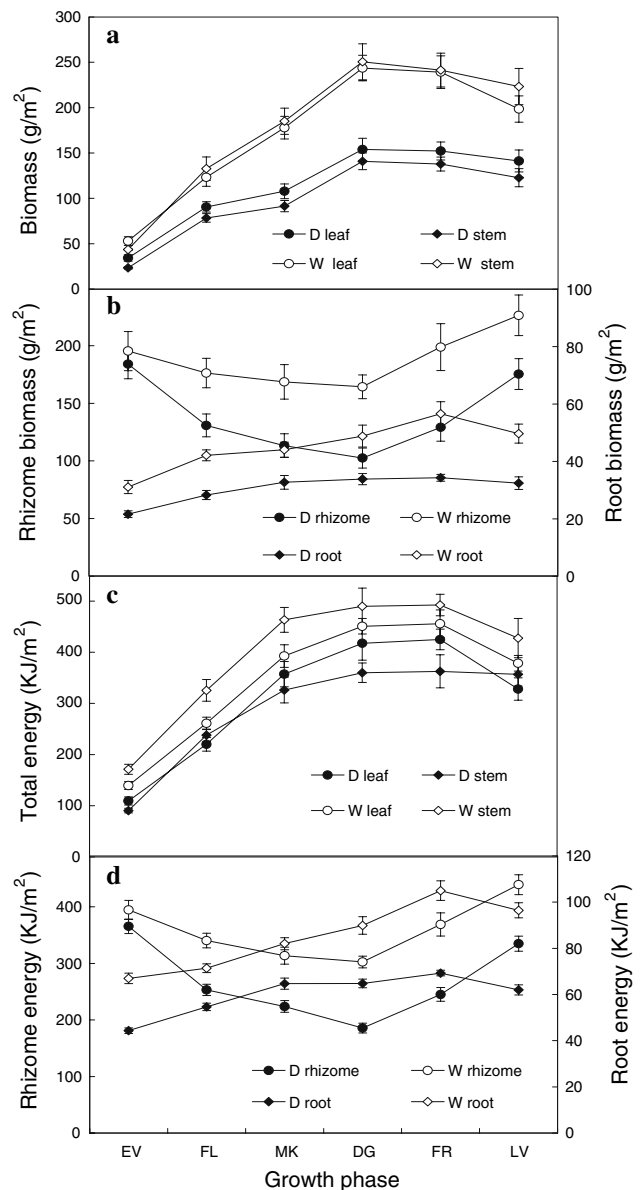 a
300
250
200
150
100
50
0
Biomass (g/m²)
D leaf
D stem
W leaf
W stem
b
200
150
100
50
0
Rhizome biomass (g/m²)
100
80
60
40
20
0
Root biomass (g/m²)
D rhizome
W rhizome
D root
W root
c
500
400
300
200
100
0
Total energy (KJ/m²)
D leaf
D stem
W leaf
W stem
d
400
300
200
100
0
Rhizome energy (KJ/m²)
120
100
80
60
40
20
0
Root energy (KJ/m²)
D rhizome
W rhizome
D root
W root
EV FL MK DG FR LV
Growth phase